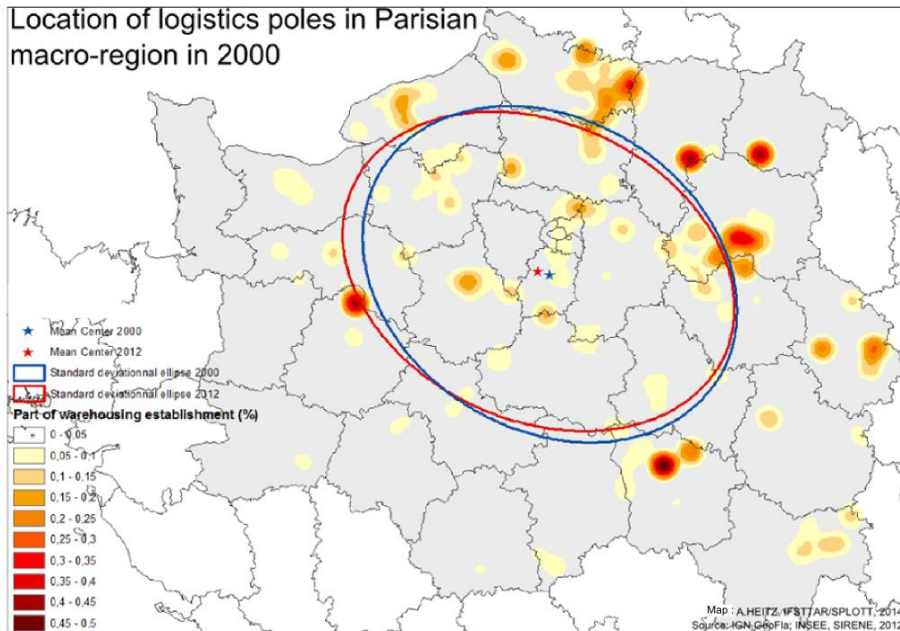 Location of logistics poles in Parisian
macro-region in 2000
Mean Center 2000
Mean Center 2012
Standard deviationnal ellipse 2000
Standard deviationnal ellipse 2012
Part of warehousing establishment (%)
0 - 0.05
0,05 - 0,1
0,1 - 0,15
0,15 - 0,2
0,2 - 0,25
0,25 - 0,3
0,3 - 0,35
0,35 - 0,4
0,4 - 0,45
0,45 - 0,5
Map : A.HEITZ, IFSTTAR/SPLOTT, 2014
Source: IGN GeoFla; INSEE, SIRENE, 2012